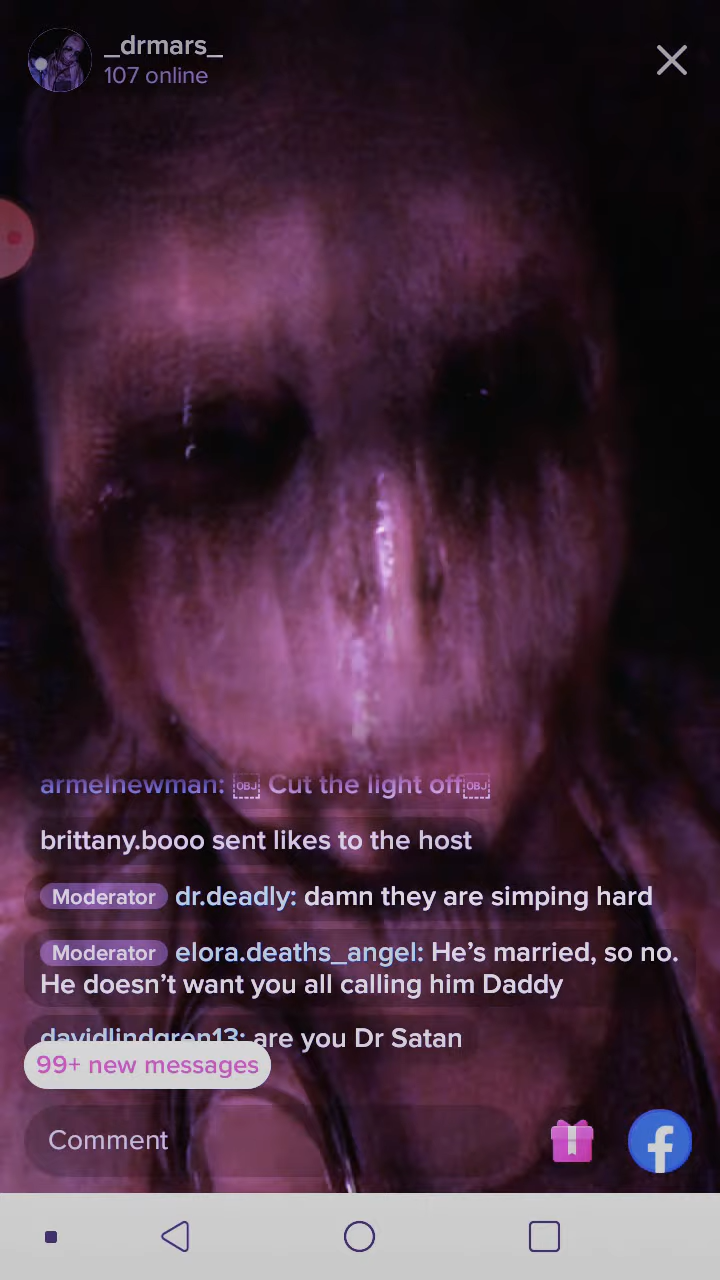 _drmars_
107 online
armelnewman: Cut the light off
brittany.booo sent likes to the host
Moderator dr.deadly: damn they are simping hard
Moderator elora.deaths_angel: He’s married, so no.
He doesn’t want you all calling him Daddy
davidlindgren13: are you Dr Satan
99+ new messages
Comment